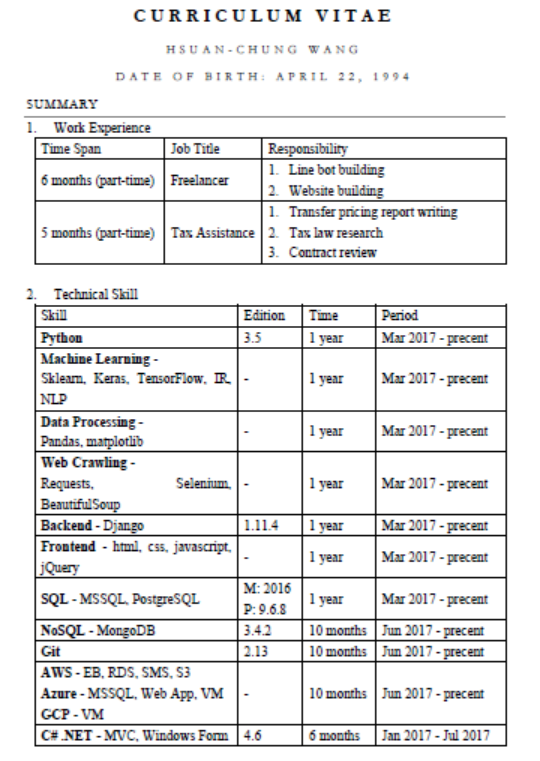 CURRICULUM VITAE
HSUAN-CHUNG WANG
DATE OF BIRTH: APRIL 22, 1994
SUMMARY
1. Work Experience
Time Span Job Title Responsibility
6 months (part-time) Freelancer
1. Line bot building
2. Website building
5 months (part-time) Tax Assistance
1. Transfer pricing report writing
2. Tax law research
3. Contract review
2. Technical Skill
Skill Edition Time Period
Python 3.5 1 year Mar 2017 - precent
Machine Learning -
Sklearn, Keras, TensorFlow, IR,
NLP
- 1 year Mar 2017 - precent
Data Processing -
Pandas, matplotlib
- 1 year Mar 2017 - precent
Web Crawling -
Requests, Selenium,
BeautifulSoup
- 1 year Mar 2017 - precent
Backend - Django 1.11.4 1 year Mar 2017 - precent
Frontend - html, css, javascript,
jQuery
- 1 year Mar 2017 - precent
SQL - MSSQL, PostgreSQL
M: 2016
P: 9.6.8
1 year Mar 2017 - precent
NoSQL - MongoDB 3.4.2 10 months Jun 2017 - precent
Git 2.13 10 months Jun 2017 - precent
AWS - EB, RDS, SMS, S3
Azure - MSSQL, Web App, VM
GCP - VM
- 10 months Jun 2017 - precent
C# .NET - MVC, Windows Form 4.6 6 months Jan 2017 - Jul 2017